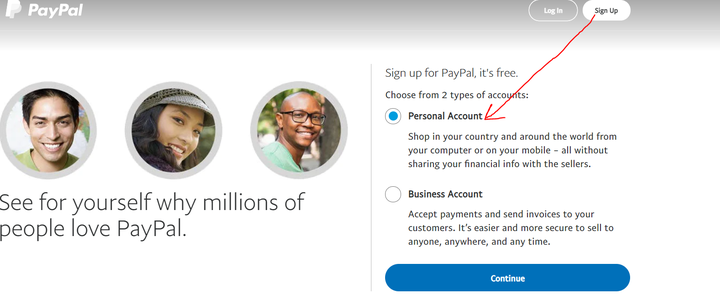 PayPal
Log In
Sign Up
See for yourself why millions of
people love PayPal.
Sign up for PayPal, it's free.
Choose from 2 types of accounts:
Personal Account
Shop in your country and around the world from
your computer or on your mobile – all without
sharing your financial info with the sellers.
Business Account
Accept payments and send invoices to your
customers. It's easier and more secure to sell to
anyone, anywhere, and any time.
Continue